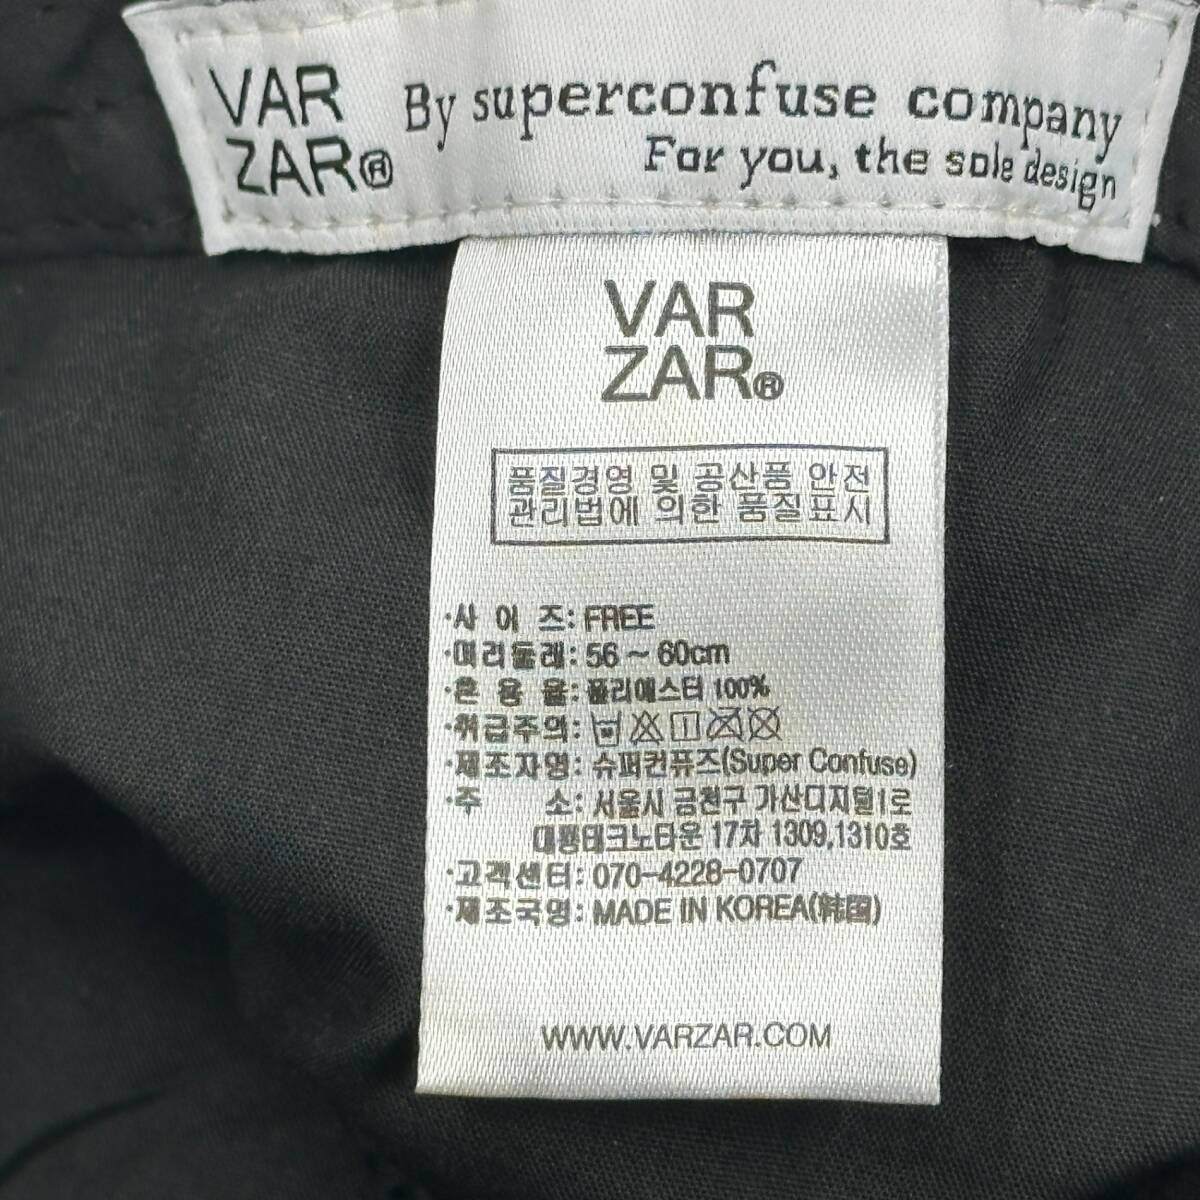 VAR
ZAR®
By superconfuse company
For you, the sole design
VAR
ZAR®
품질경영 및 공산품 안전
관리법에 의한 품질표시
·사 이 즈: FREE
·머리둘레: 56 ~ 60cm
·혼 용 율: 폴리에스터 100%
·취급주의:
·제조자명: 슈퍼컨퓨즈(Super Confuse)
·주 소: 서울시 금천구 가산디지털1로
대륭테크노타운 17차 1309,1310호
·고객센터: 070-4228-0707
·제조국명: MADE IN KOREA(韩国)
WWW.VARZAR.COM